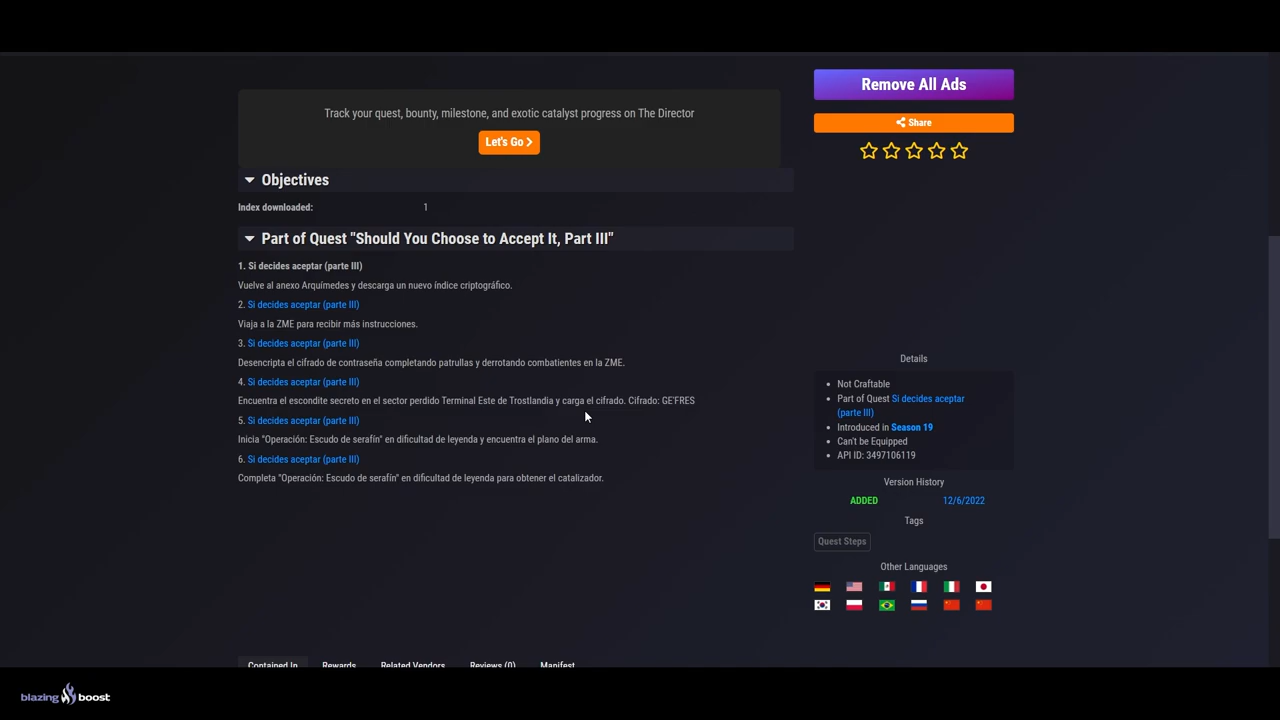 Track your quest, bounty, milestone, and exotic catalyst progress on The Director
Let's Go
Objectives
Index downloaded: 1
Part of Quest "Should You Choose to Accept It, Part III"
1. Si decides aceptar (parte III)
Vuelve al anexo Arquímedes y descarga un nuevo índice criptográfico.
2. Si decides aceptar (parte III)
Viaja a la ZME para recibir más instrucciones.
3. Si decides aceptar (parte III)
Desencripta el cifrado de contraseña completando patrullas y derrotando combatientes en la ZME.
4. Si decides aceptar (parte III)
Encuentra el escondite secreto en el sector perdido Terminal Este de Trostlandia y carga el cifrado. Cifrado: GE'FRES
5. Si decides aceptar (parte III)
Inicia "Operación: Escudo de serafín" en dificultad de leyenda y encuentra el plano del arma.
6. Si decides aceptar (parte III)
Completa "Operación: Escudo de serafín" en dificultad de leyenda para obtener el catalizador.
Remove All Ads
Share
Details
Not Craftable
Part of Quest Si decides aceptar
(parte III)
Introduced in Season 19
Can't be Equipped
API ID: 3497106119
Version History
ADDED 12/6/2022
Tags
Quest Steps
Other Languages
Contained In Rewards Related Vendors Reviews (0) Manifest
blazing boost